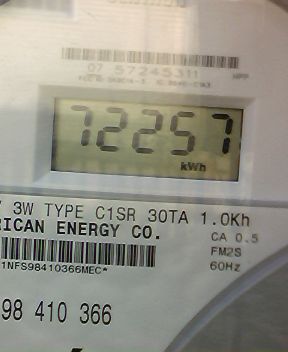 07 57245311
72257
kWh
3W TYPE C1SR 30TA 1.0Kh
RICAN ENERGY CO.
CA 0.5
FM2S
1NFS98410366MEC*
60Hz
98 410 366